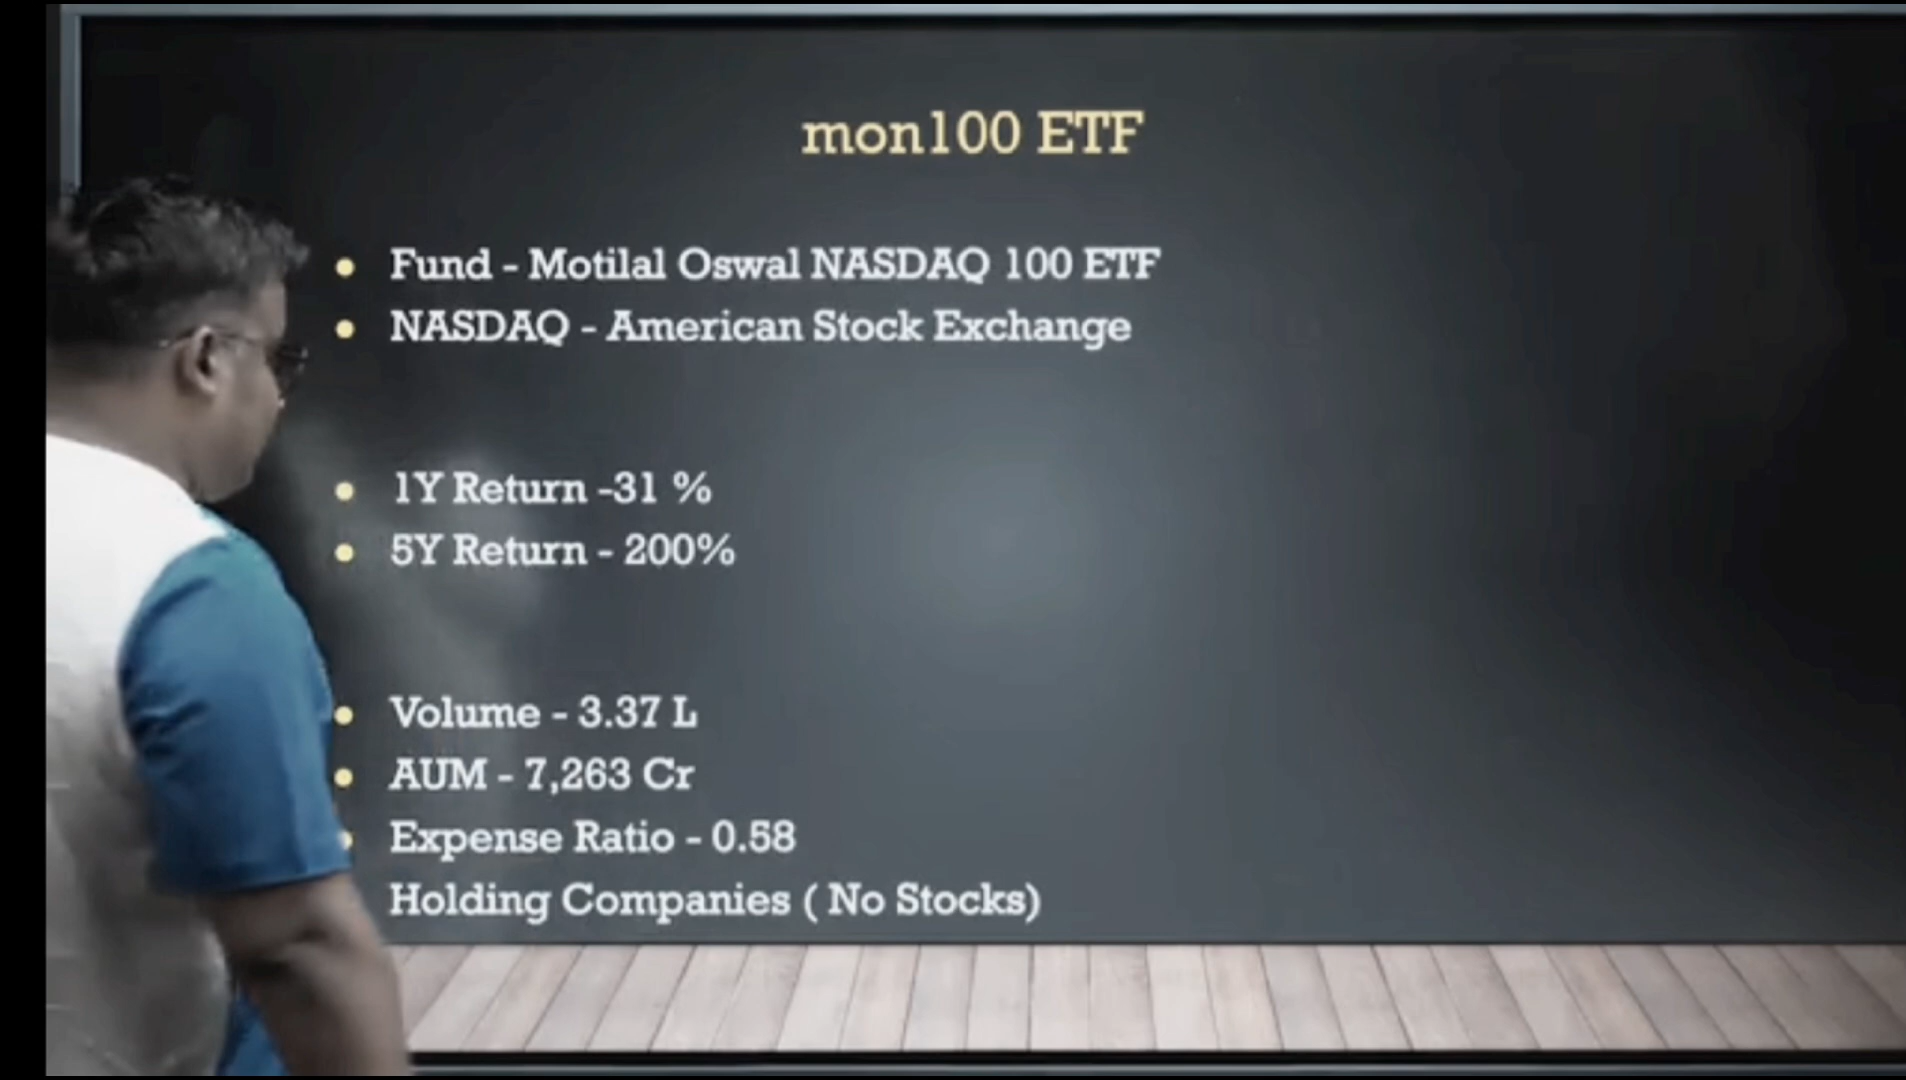 mon100 ETF
Fund - Motilal Oswal NASDAQ 100 ETF
NASDAQ - American Stock Exchange
1Y Return -31 %
5Y Return - 200%
Volume - 3.37 L
AUM - 7,263 Cr
Expense Ratio - 0.58
Holding Companies ( No Stocks)